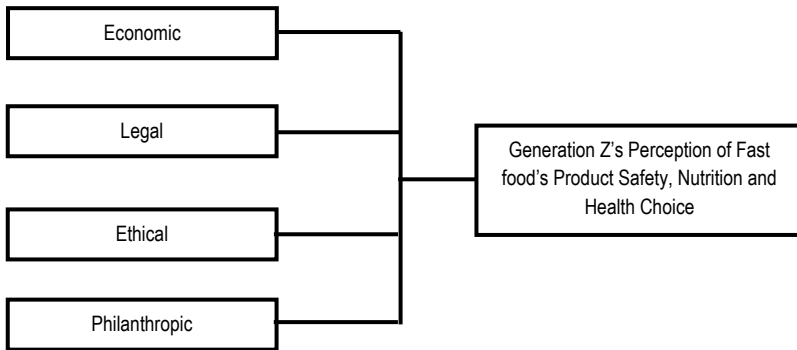 Economic
Legal
Ethical
Philanthropic
Generation Z’s Perception of Fast
food’s Product Safety, Nutrition and
Health Choice